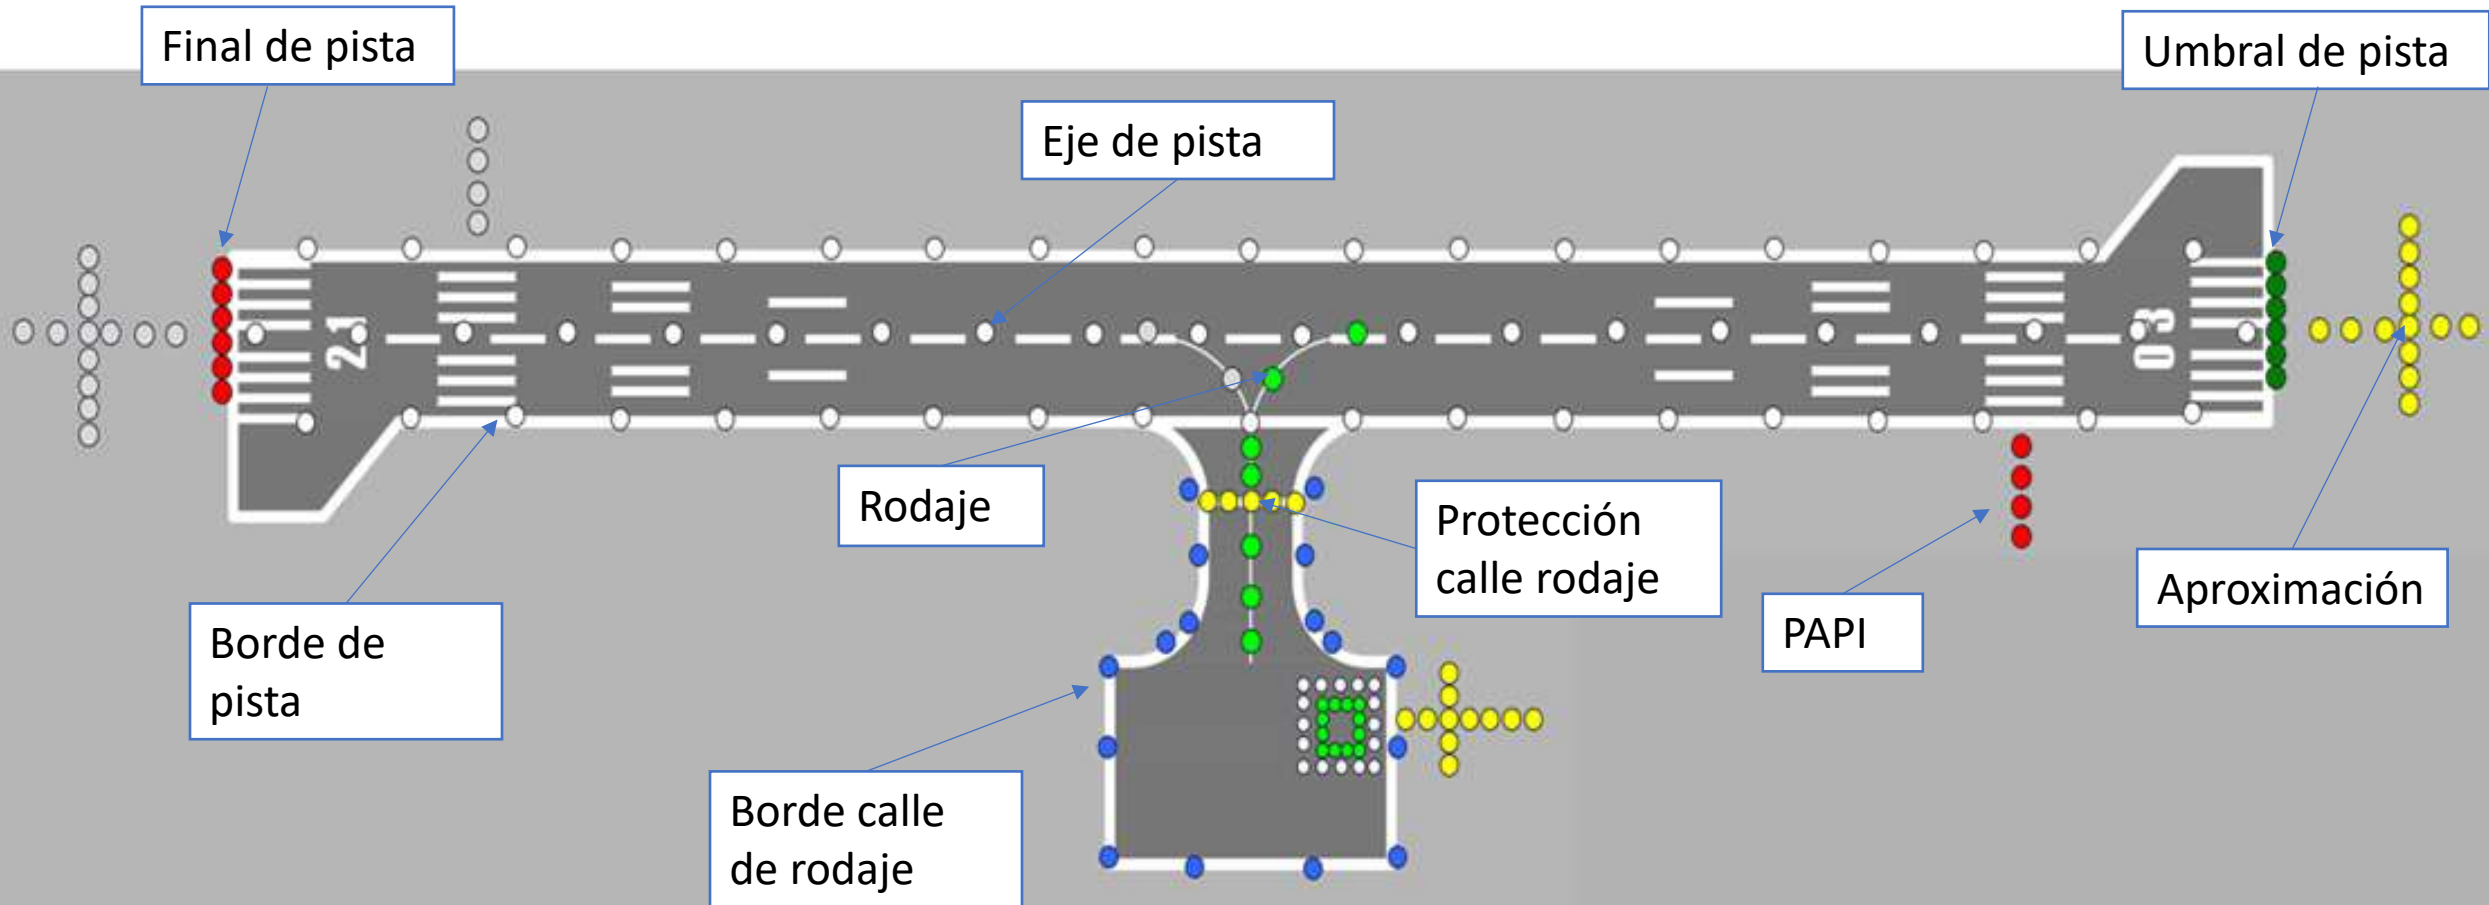 Final de pista
Umbral de pista
Eje de pista
21
03
Rodaje
Protección
calle rodaje
Aproximación
PAPI
Borde de
pista
Borde calle
de rodaje